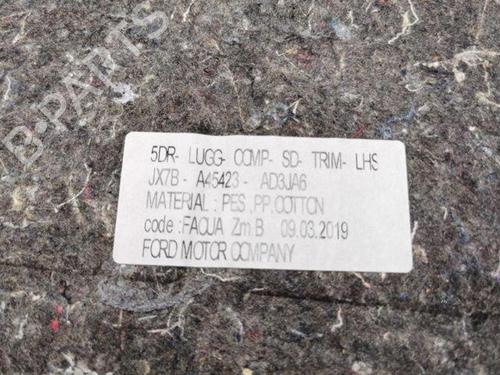 B-PARTS
5DR- LUGG- COMP- SD- TRIM- LHS
JX7B - A45423 - AD3JA6
MATERIAL : PES ,PP,COTTON
code : FAOUA Zm.B 09.03.2019
FORD MOTOR COMPANY